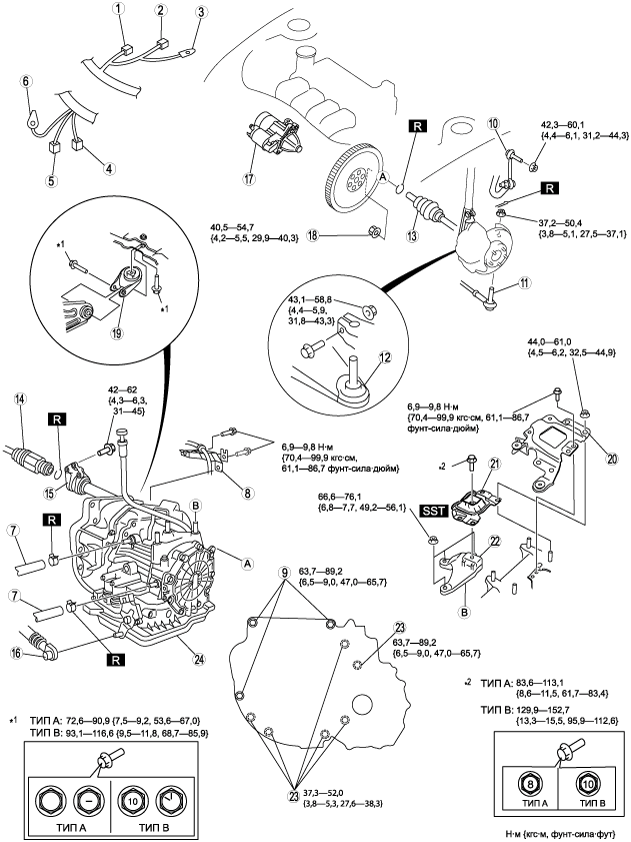 1
2
3
6
5
4
17
A
R
10
42,3—60,1
{4,4—6,1, 31,2—44,3}
R
13
37,2—50,4
{3,8—5,1, 27,5—37,1}
40,5—54,7
{4,2—5,5, 29,9—40,3}
18
11
*1
*1
19
43,1—58,8
{4,4—5,9,
31,8—43,3}
12
44,0—61,0
{4,5—6,2, 32,5—44,9}
42—62
{4,3—6,3,
31—45}
14
R
15
6,9—9,8 Н·м
{70,4—99,9 кгс·см,
61,1—86,7 фунт-сила·дюйм}
8
6,9—9,8 Н·м
{70,4—99,9 кгс·см, 61,1—86,7
фунт-сила·дюйм}
20
*2
21
SST
66,6—76,1
{6,8—7,7, 49,2—56,1}
22
B
B
A
7
R
7
R
16
24
9
63,7—89,2
{6,5—9,0, 47,0—65,7}
23
63,7—89,2
{6,5—9,0, 47,0—65,7}
23
37,3—52,0
{3,8—5,3, 27,6—38,3}
*1 ТИП A: 72,6—90,9 {7,5—9,2, 53,6—67,0}
ТИП B: 93,1—116,6 {9,5—11,8, 68,7—85,9}
10
ТИП A
ТИП B
*2 ТИП A: 83,6—113,1
{8,6—11,5, 61,7—83,4}
ТИП B: 129,9—152,7
{13,3—15,5, 95,9—112,6}
8
10
ТИП A
ТИП B
Н·м {кгс·м, фунт-сила·фут}